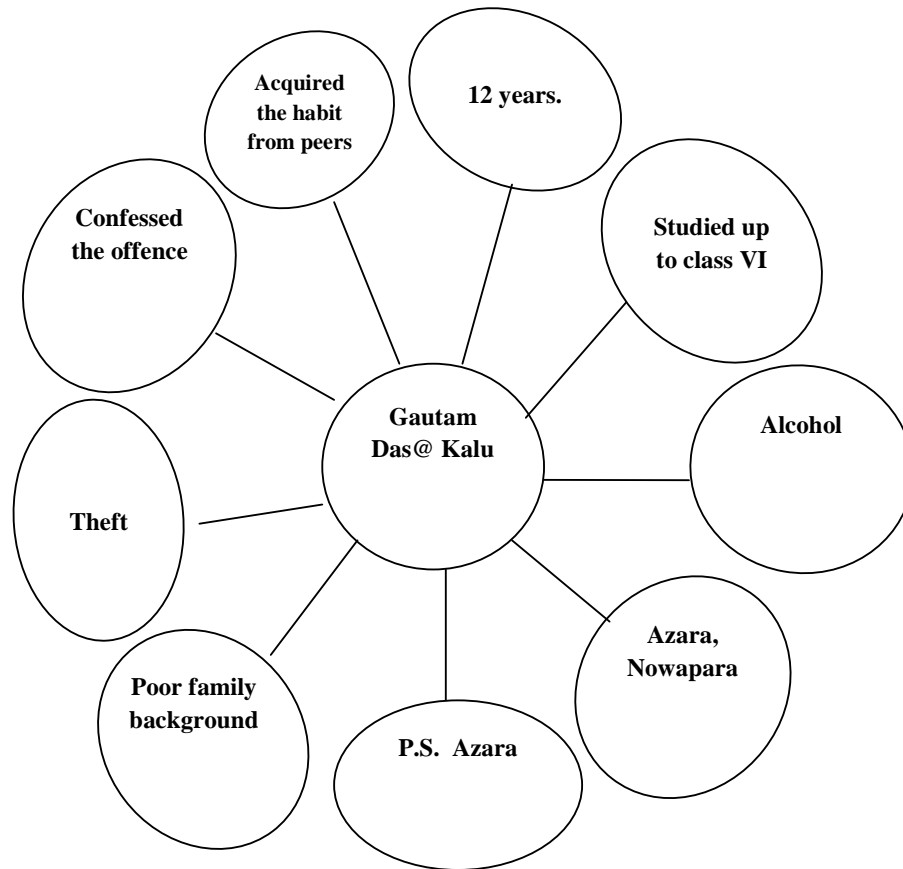 Acquired
the habit
from peers
12 years.
Confessed
the offence
Studied up
to class VI
Gautam
Das@ Kalu
Alcohol
Theft
Azara,
Nowapara
Poor family
background
P.S. Azara